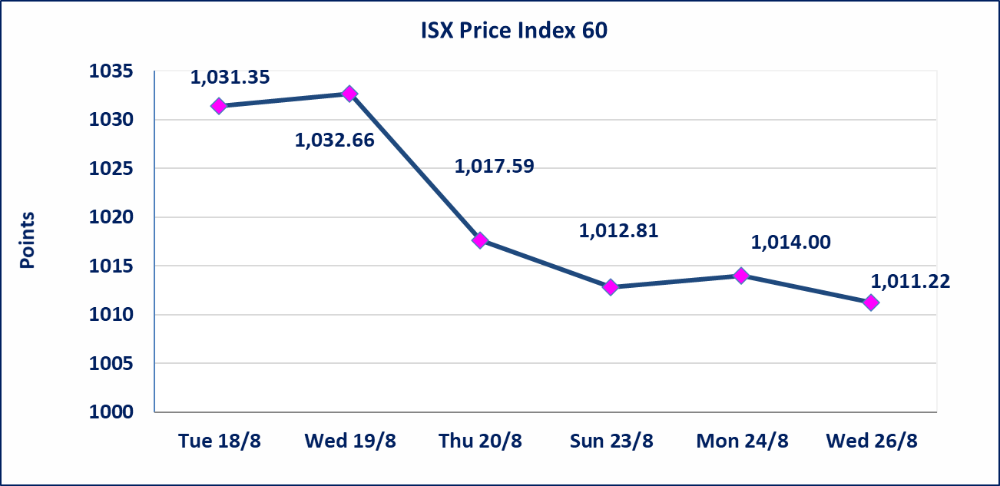 ISX Price Index 60
Points
1035
1030
1025
1020
1015
1010
1005
1000
1,031.35
1,032.66
1,017.59
1,012.81
1,014.00
1,011.22
Tue 18/8
Wed 19/8
Thu 20/8
Sun 23/8
Mon 24/8
Wed 26/8